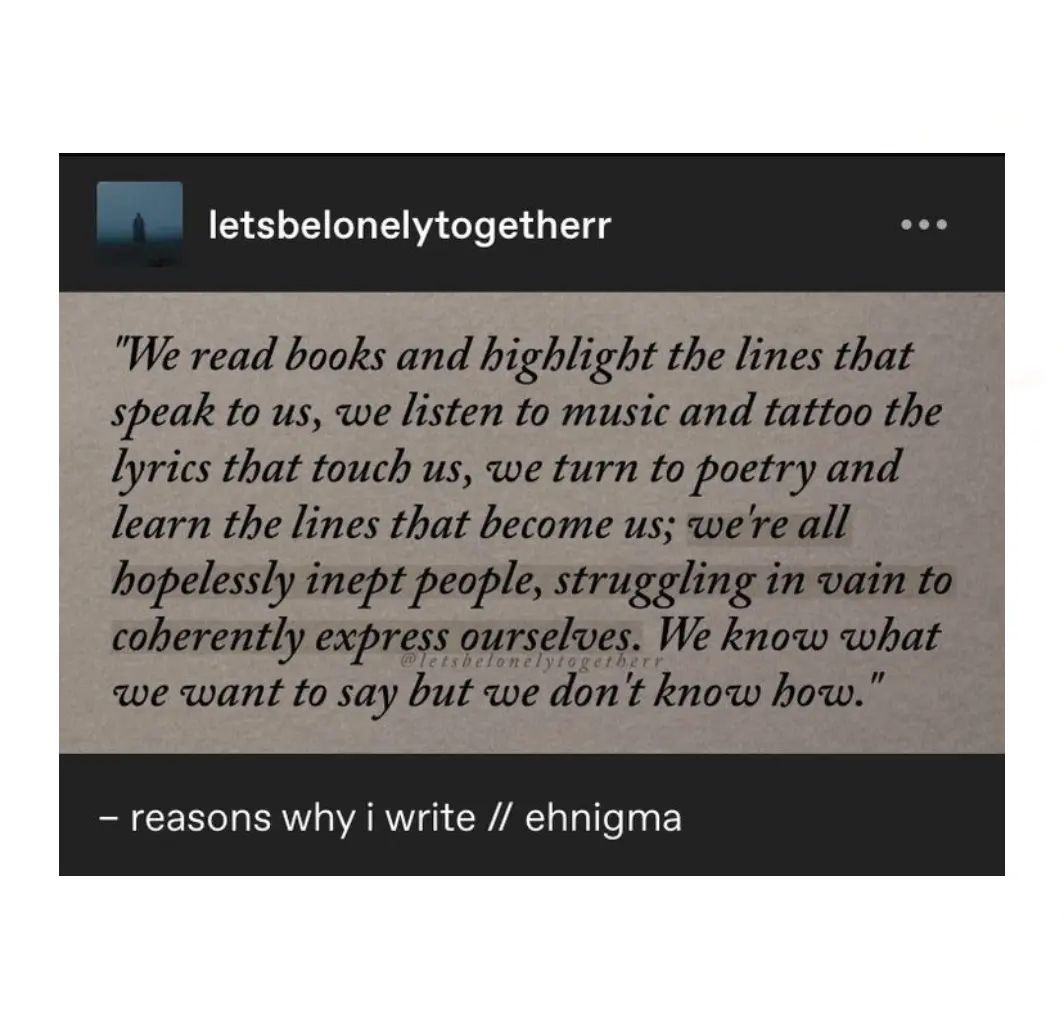 letsbelonelytogetherr
"We read books and highlight the lines that
speak to us, we listen to music and tattoo the
lyrics that touch us, we turn to poetry and
learn the lines that become us; we're all
hopelessly inept people, struggling in vain to
coherently express ourselves. We know what
@letsbelonelytogetherr
we want to say but we don't know how."
– reasons why i write // ehnigma